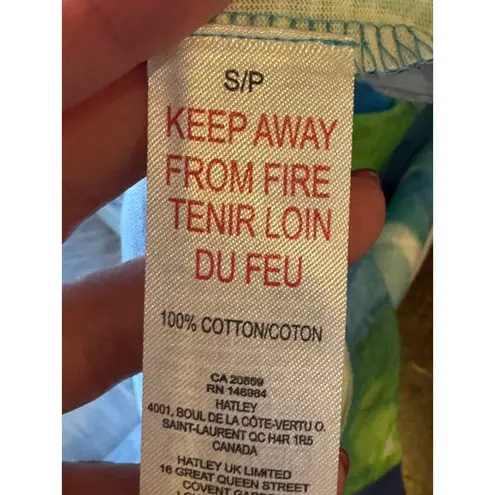 S/P
KEEP AWAY
FROM FIRE
TENIR LOIN
DU FEU
100% COTTON/COTON
CA 20859
RN 146984
HATLEY
4001, BOUL DE LA CÔTE-VERTU O.
SAINT-LAURENT QC H4R 1R5
CANADA
HATLEY UK LIMITED
16 GREAT QUEEN STREET
COVENT